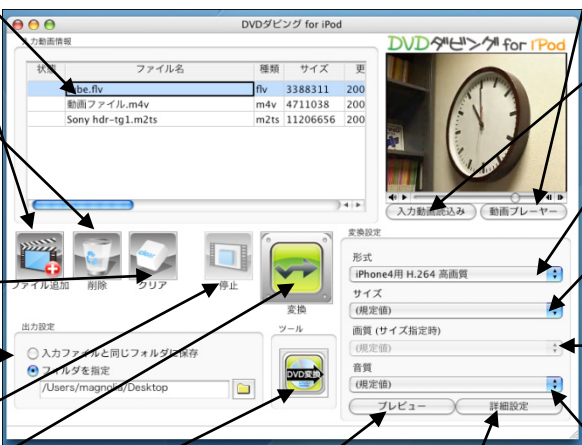 DVDダビング for iPod
入力動画情報
DVDダビング for iPod
状態 ファイル名 種類 サイズ 更
ube.flv flv 3388311 200
動画ファイル.m4v m4v 4711038 200
Sony hdr-tg1.m2ts m2ts 11206656 200
入力動画読込み 動画プレーヤー
ファイル追加 削除 クリア 停止
変換
変換設定
形式
iPhone4用 H.264 高画質
サイズ
(規定値)
画質 (サイズ指定時)
(規定値)
音質
(規定値)
プレビュー 詳細設定
出力設定
入力ファイルと同じフォルダに保存
フォルダを指定
/Users/magnolia/Desktop
ツール
DVD変換